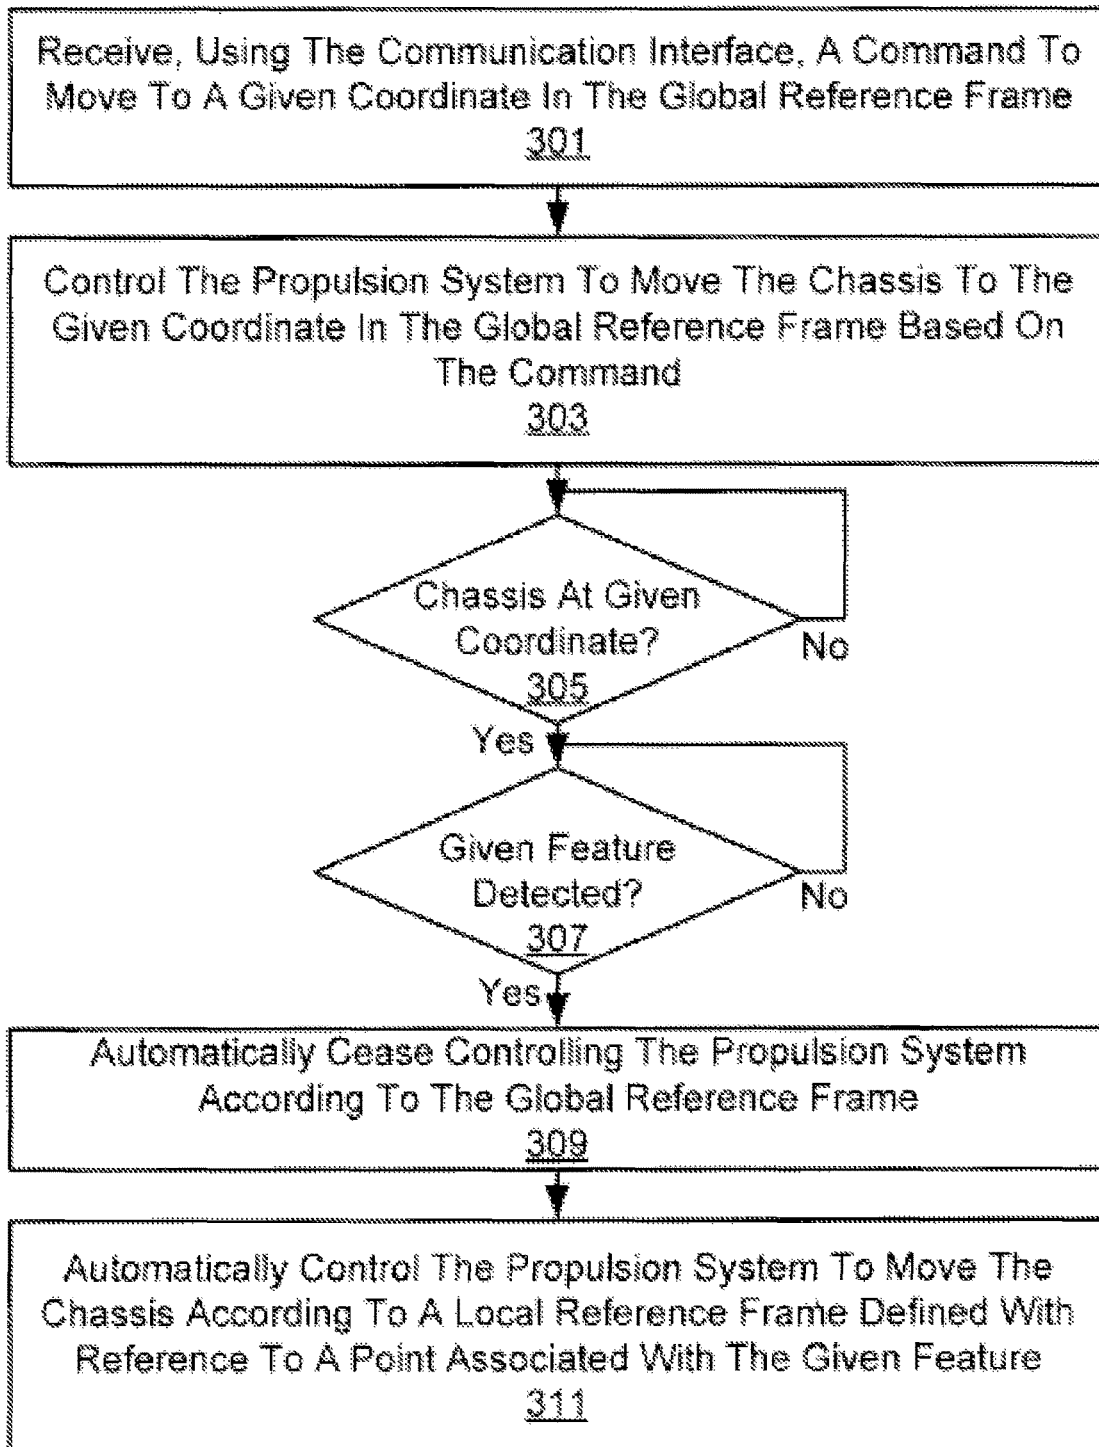 Receive, Using The Communication Interface, A Command To
Move To A Given Coordinate In The Global Reference Frame
301
Control The Propulsion System To Move The Chassis To The
Given Coordinate In The Global Reference Frame Based On
The Command
303
Chassis At Given
Coordinate?
305
No
Yes
Given Feature
Detected?
307
No
Yes
Automatically Cease Controlling The Propulsion System
According To The Global Reference Frame
309
Automatically Control The Propulsion System To Move The
Chassis According To A Local Reference Frame Defined With
Reference To A Point Associated With The Given Feature
311